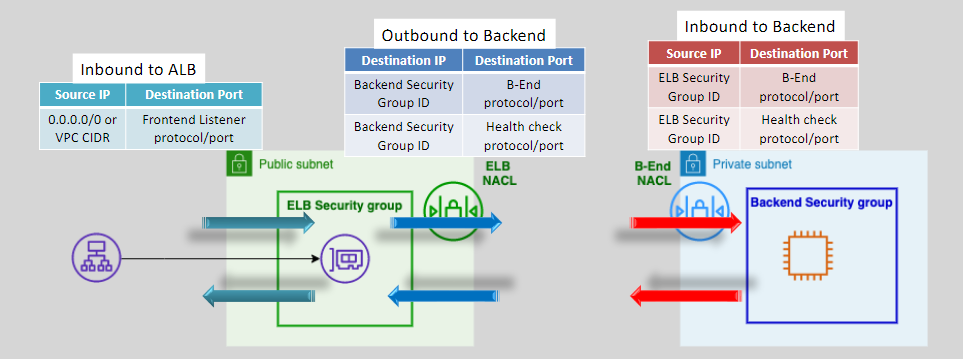 Inbound to ALB
Source IP Destination Port
0.0.0.0/0 or Frontend Listener
VPC CIDR protocol/port
Outbound to Backend
Destination IP Destination Port
Backend Security B-End
Group ID protocol/port
Backend Security Health check
Group ID protocol/port
Inbound to Backend
Source IP Destination Port
ELB Security B-End
Group ID protocol/port
ELB Security Health check
Group ID protocol/port
Public subnet
ELB
NACL
B-End
NACL
Private subnet
ELB Security group
Backend Security group